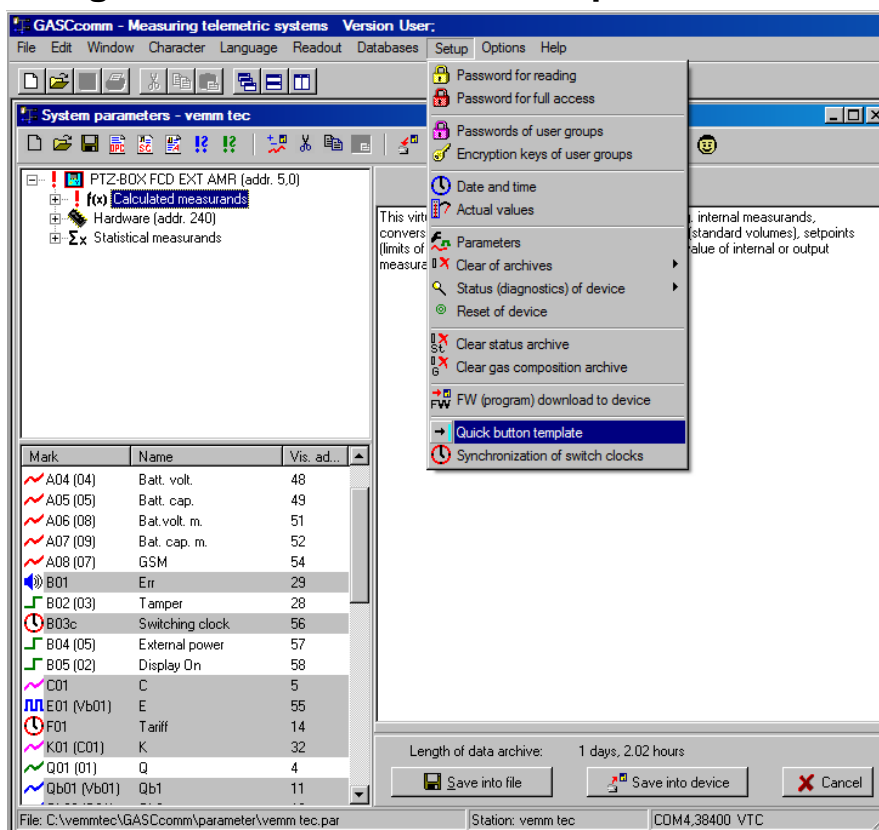 GASCcomm - Measuring telemetric systems Version User:
File Edit Window Character Language Readout Databases Setup Options Help
Password for reading
Password for full access
Passwords of user groups
Encryption keys of user groups
Date and time
Actual values
Parameters
Clear of archives
Status (diagnostics) of device
Reset of device
Clear status archive
Clear gas composition archive
FW (program) download to device
Quick button template
Synchronization of switch clocks
System parameters - vemm tec
PTZ-BOX FCD EXT AMR (addr. 5,0)
f(x) Calculated measurands
Hardware (addr. 240)
Σx Statistical measurands
This virtu g. internal measurands,
convers (standard volumes), setpoints
(limits of value of internal or output
measura
Mark Name Vis. ad...
A04 (04) Batt. volt. 48
A05 (05) Batt. cap. 49
A06 (08) Bat.volt. m. 51
A07 (09) Bat. cap. m. 52
A08 (07) GSM 54
B01 Err 29
B02 (03) Tamper 28
B03c Switching clock 56
B04 (05) External power 57
B05 (02) Display On 58
C01 C 5
E01 (Vb01) E 55
F01 Tariff 14
K01 (C01) K 32
Q01 (01) Q 4
Qb01 (Vb01) Qb1 11
Length of data archive: 1 days, 2.02 hours
Save into file Save into device Cancel
File: C:\vemmtec\GASCcomm\parameter\vemm tec.par Station: vemm tec COM4,38400 VTC